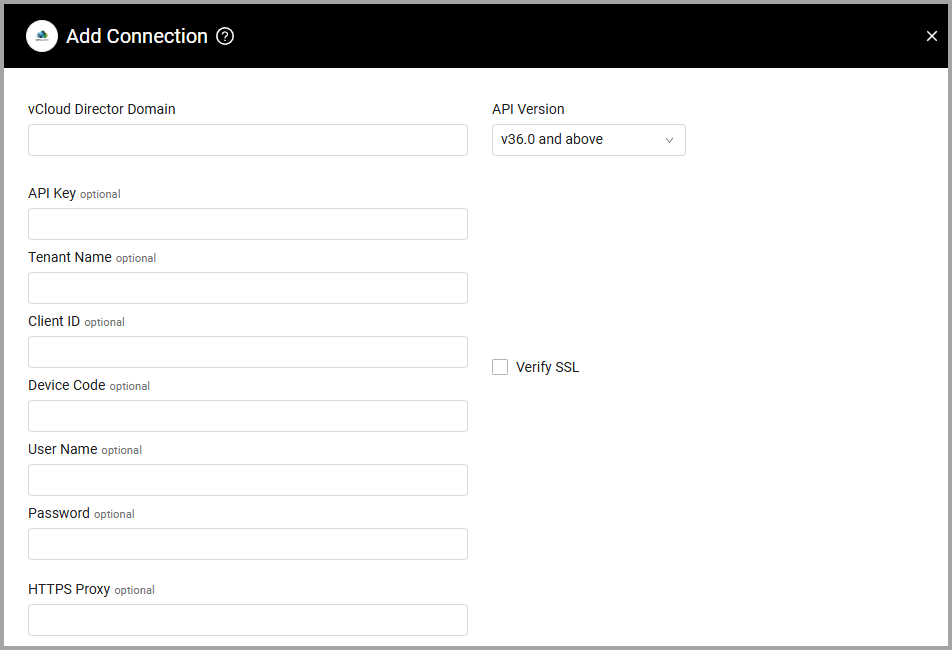 Add Connection
vCloud Director Domain
API Version
v36.0 and above
API Key optional
Tenant Name optional
Client ID optional
Verify SSL
Device Code optional
User Name optional
Password optional
HTTPS Proxy optional